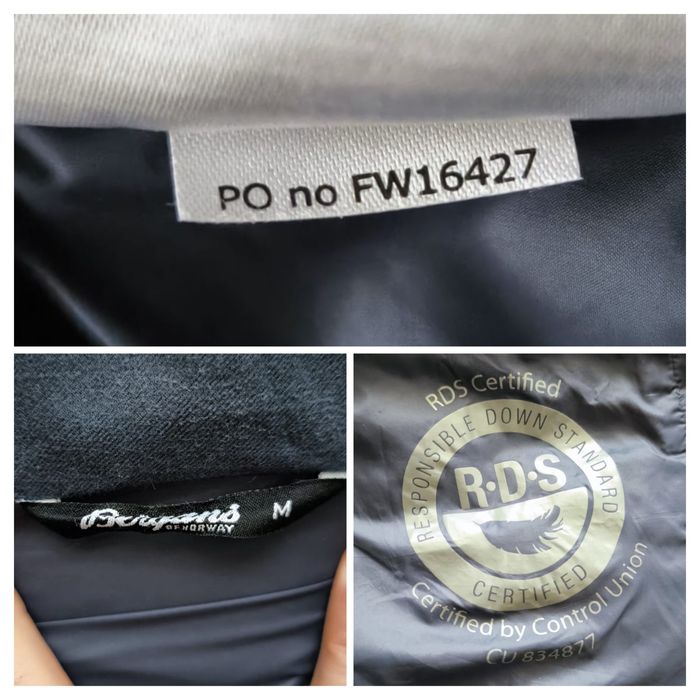 PO no FW16427
Bergans
OF NORWAY
M
RDS Certified
RESPONSIBLE DOWN STANDARD
R·D·S
CERTIFIED
Certified by Control Union
CU 834877